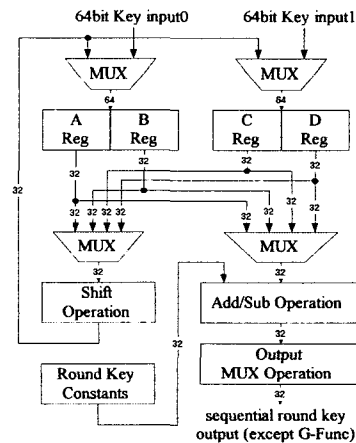 64bit Key input0 64bit Key input1
MUX MUX
64 64
A B C D
Reg Reg Reg Reg
32 32 32 32
32
32 32 32 32 32 32 32 32
MUX MUX
32 32
Shift Operation
Add/Sub Operation
32
32
Output MUX Operation
Round Key Constants
32
sequential round key
output (except G-Func)